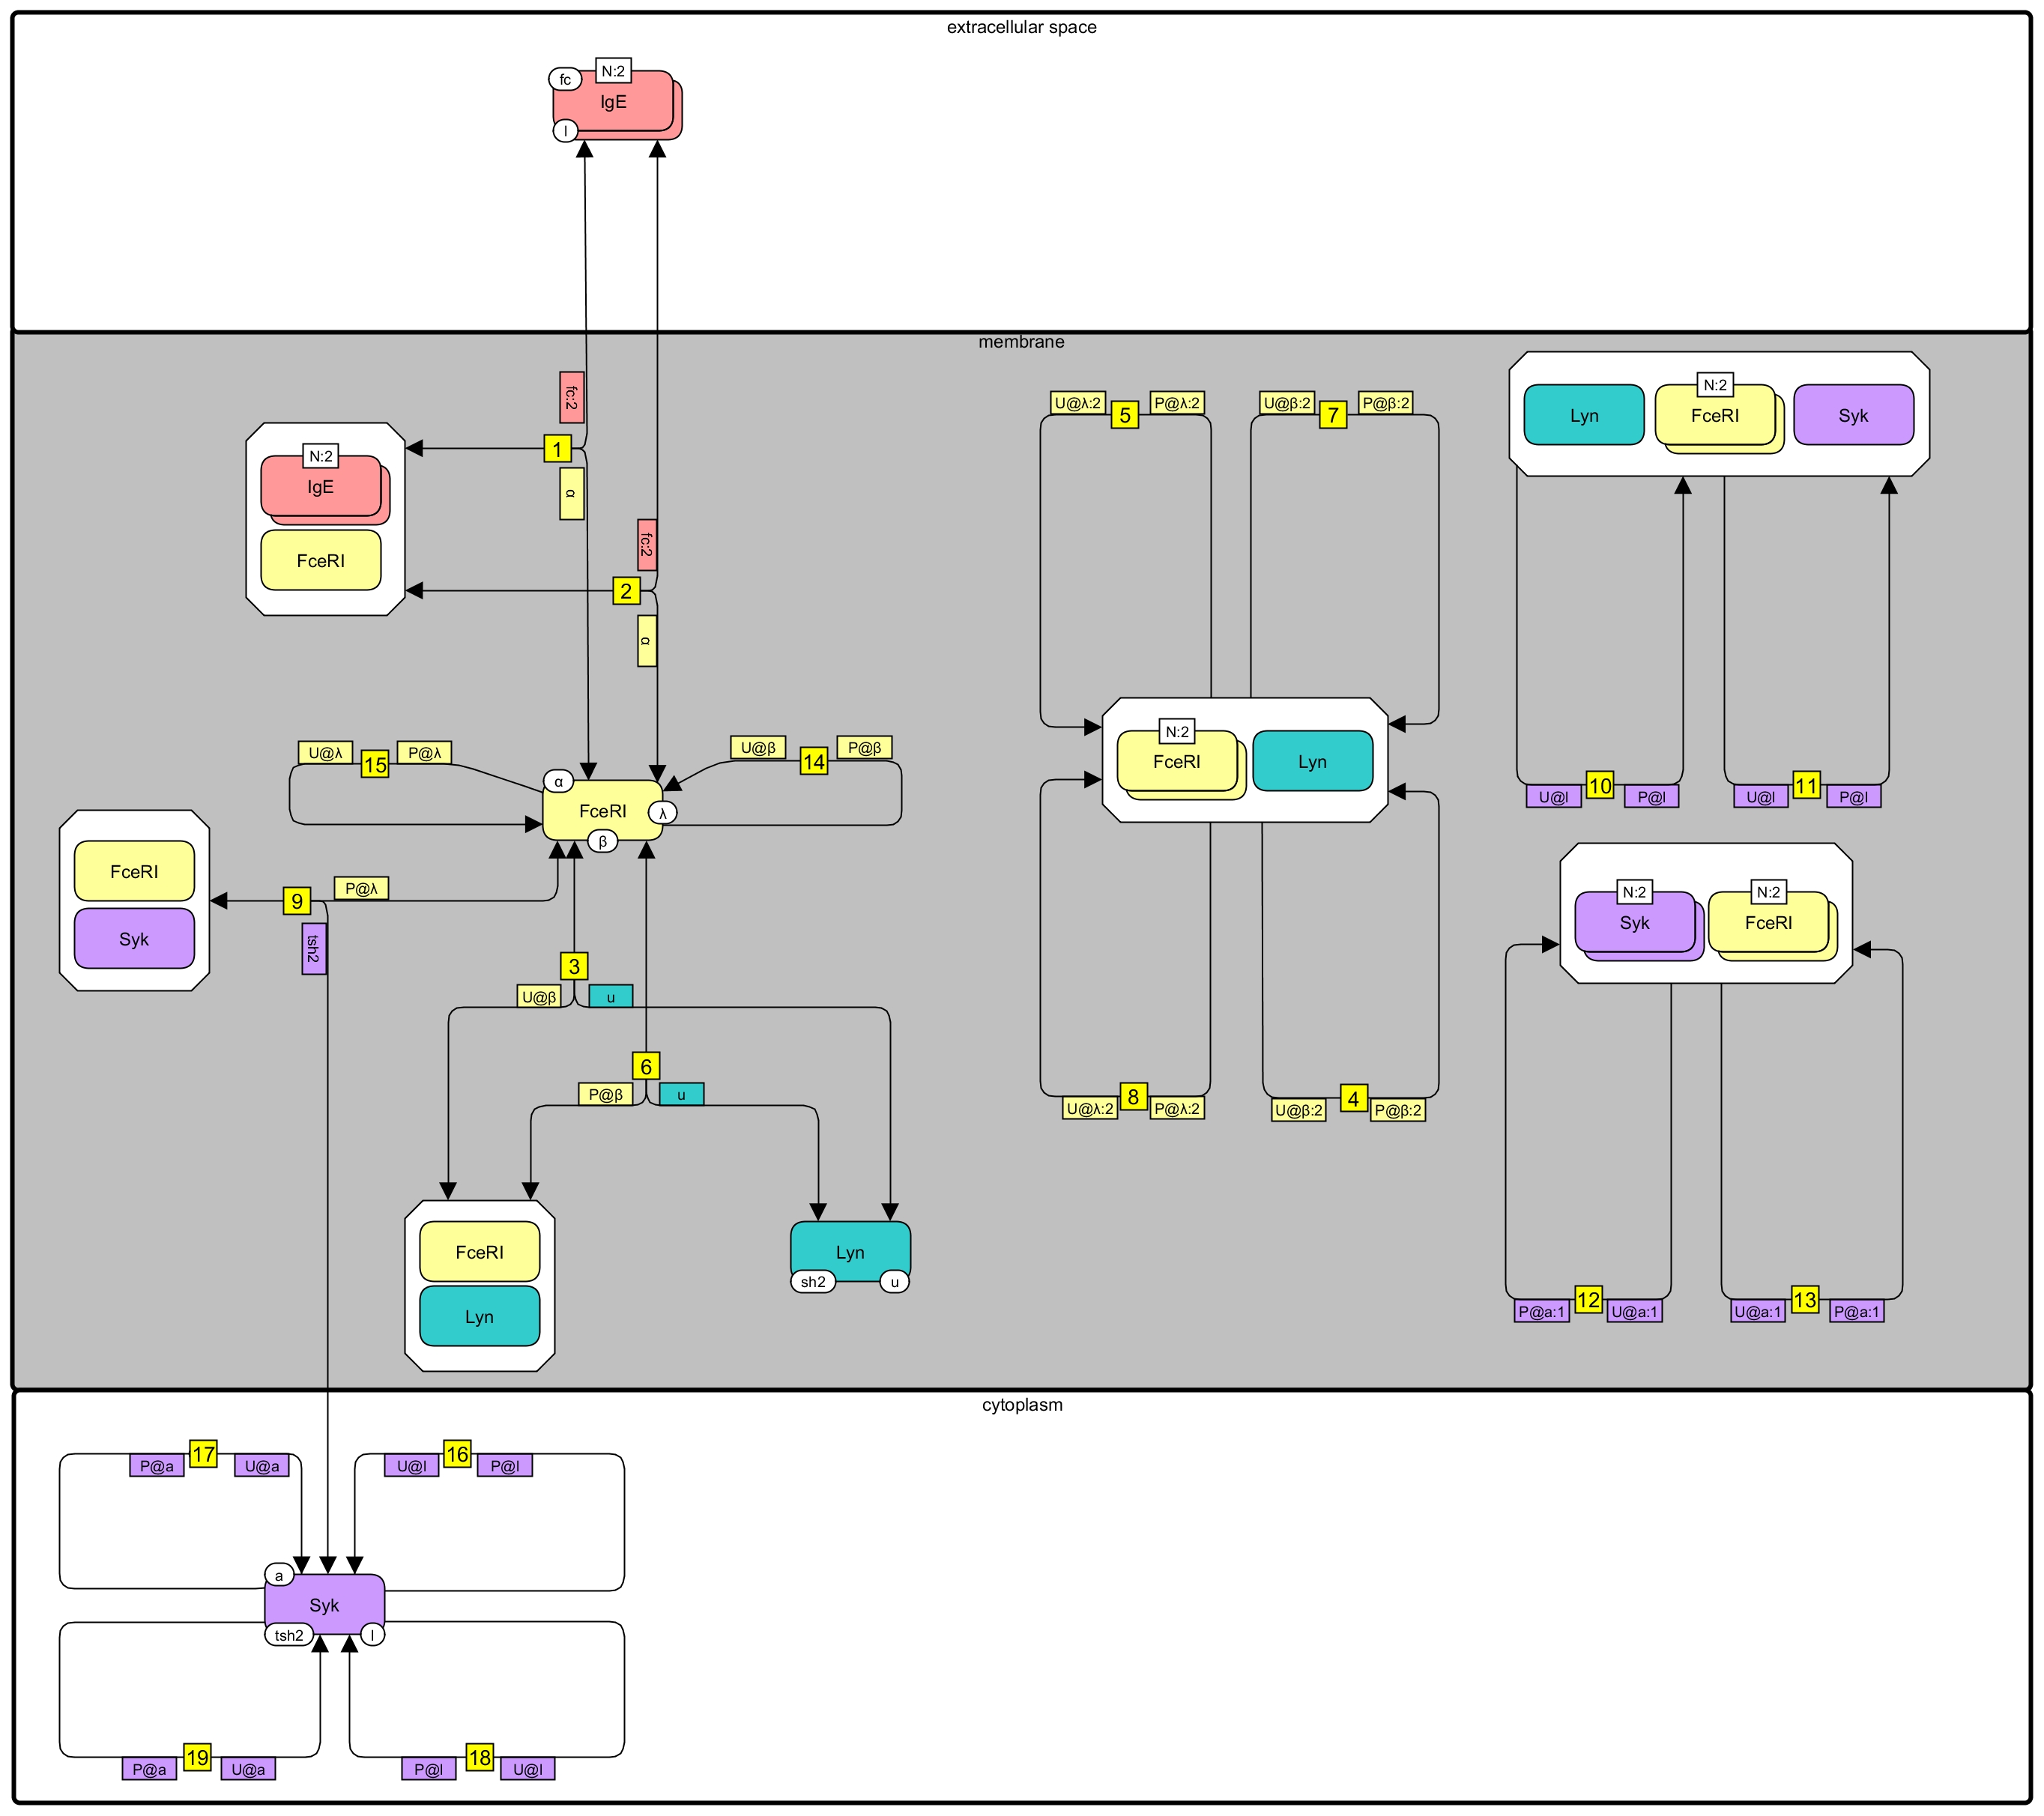 extracellular space
fc
N:2
IgE
l
membrane
fc:2
1
α
fc:2
2
α
N:2
IgE
FceRI
U@λ:2
5
P@λ:2
U@β:2
7
P@β:2
Lyn
N:2
FceRI
Syk
U@λ
15
P@λ
U@β
14
P@β
α
FceRI
λ
β
N:2
FceRI
Lyn
U@l
10
P@l
U@l
11
P@l
FceRI
Syk
9
P@λ
tsh2
3
U@β
u
6
P@β
u
N:2
Syk
N:2
FceRI
U@λ:2
8
P@λ:2
U@β:2
4
P@β:2
FceRI
Lyn
Lyn
sh2
u
P@a:1
12
U@a:1
U@a:1
13
P@a:1
cytoplasm
P@a
17
U@a
U@l
16
P@l
a
Syk
tsh2
l
P@a
19
U@a
P@l
18
U@l